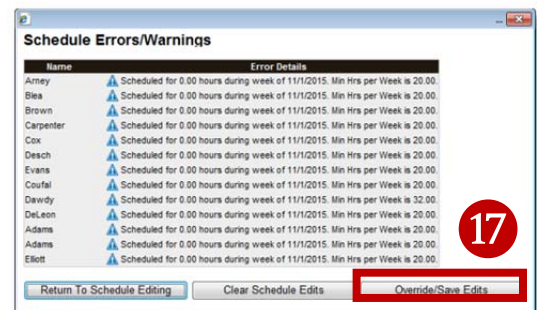 Schedule Errors/Warnings
Name Error Details
Arney Scheduled for 0.00 hours during week of 11/1/2015. Min Hrs per Week is 20.00.
Blea Scheduled for 0.00 hours during week of 11/1/2015. Min Hrs per Week is 20.00.
Brown Scheduled for 0.00 hours during week of 11/1/2015. Min Hrs per Week is 20.00.
Carpenter Scheduled for 0.00 hours during week of 11/1/2015. Min Hrs per Week is 20.00.
Cox Scheduled for 0.00 hours during week of 11/1/2015. Min Hrs per Week is 20.00.
Desch Scheduled for 0.00 hours during week of 11/1/2015. Min Hrs per Week is 20.00.
Evans Scheduled for 0.00 hours during week of 11/1/2015. Min Hrs per Week is 20.00.
Coufal Scheduled for 0.00 hours during week of 11/1/2015. Min Hrs per Week is 20.00.
Dawdy Scheduled for 0.00 hours during week of 11/1/2015. Min Hrs per Week is 32.00.
DeLeon Scheduled for 0.00 hours during week of 11/1/2015. Min Hrs per Week is 20.00.
Adams Scheduled for 0.00 hours during week of 11/1/2015. Min Hrs per Week is 20.00.
Adams Scheduled for 0.00 hours during week of 11/1/2015. Min Hrs per Week is 20.00.
Eliott Scheduled for 0.00 hours during week of 11/1/2015. Min Hrs per Week is 20.00.
17
Return To Schedule Editing Clear Schedule Edits Override/Save Edits